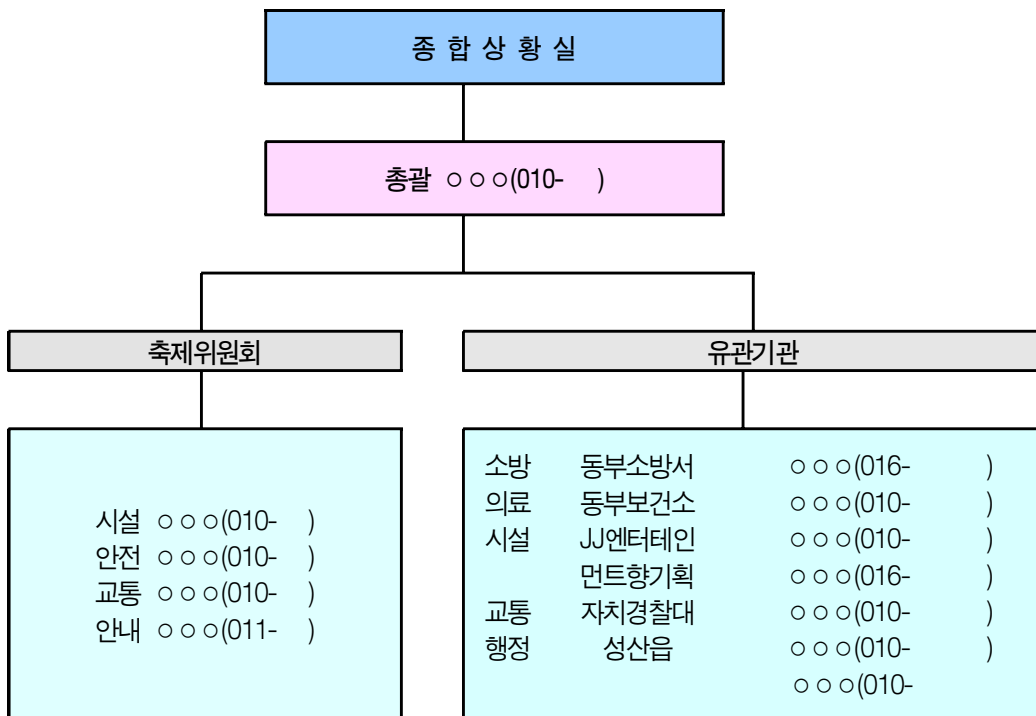 종 합 상 황 실
총괄 ○○○(010- )
축제위원회
유관기관
시설 ○○○(010- )
안전 ○○○(010- )
교통 ○○○(010- )
안내 ○○○(011- )
소방 동부소방서 ○○○(016- )
의료 동부보건소 ○○○(010- )
시설 JJ엔터테인 ○○○(010- )
먼트향기획 ○○○(016- )
교통 자치경찰대 ○○○(010- )
행정 성산읍 ○○○(010- )
○○○(010-